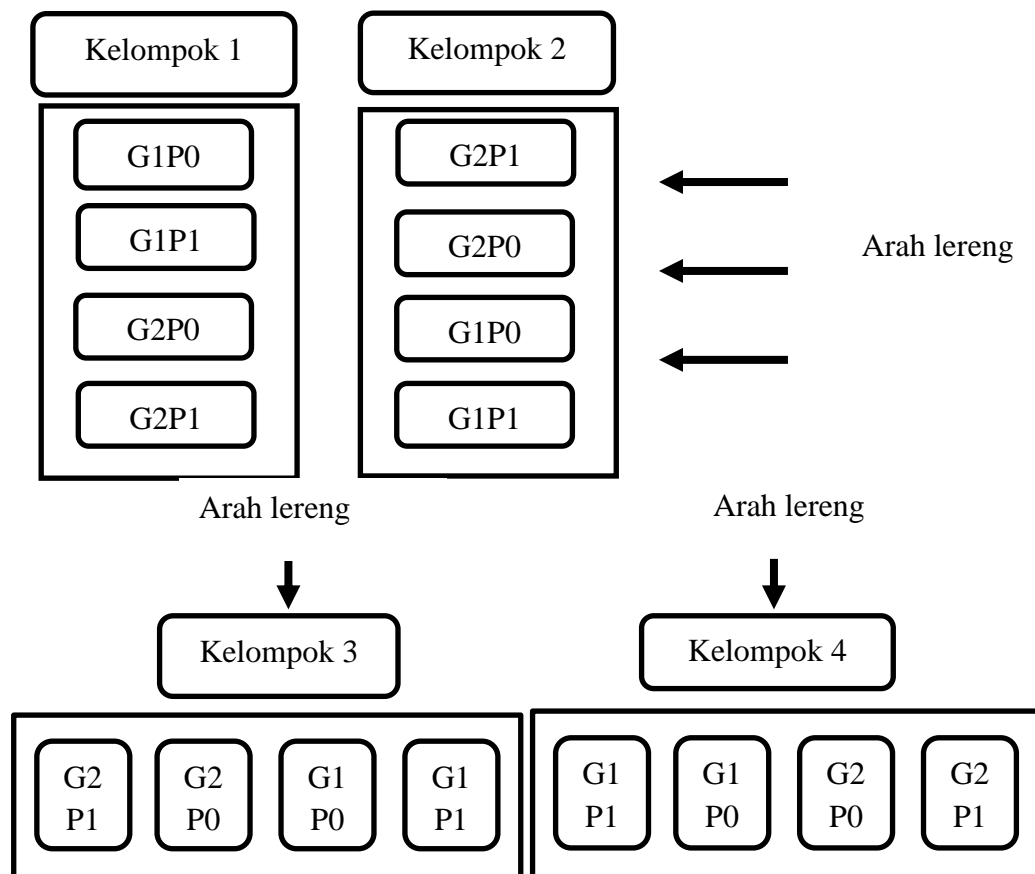 Kelompok 1
Kelompok 2
G1P0
G1P1
G2P0
G2P1
G2P1
G2P0
G1P0
G1P1
Arah lereng
Arah lereng
Arah lereng
Kelompok 3
Kelompok 4
G2
P1
G2
P0
G1
P0
G1
P1
G1
P1
G1
P0
G2
P0
G2
P1